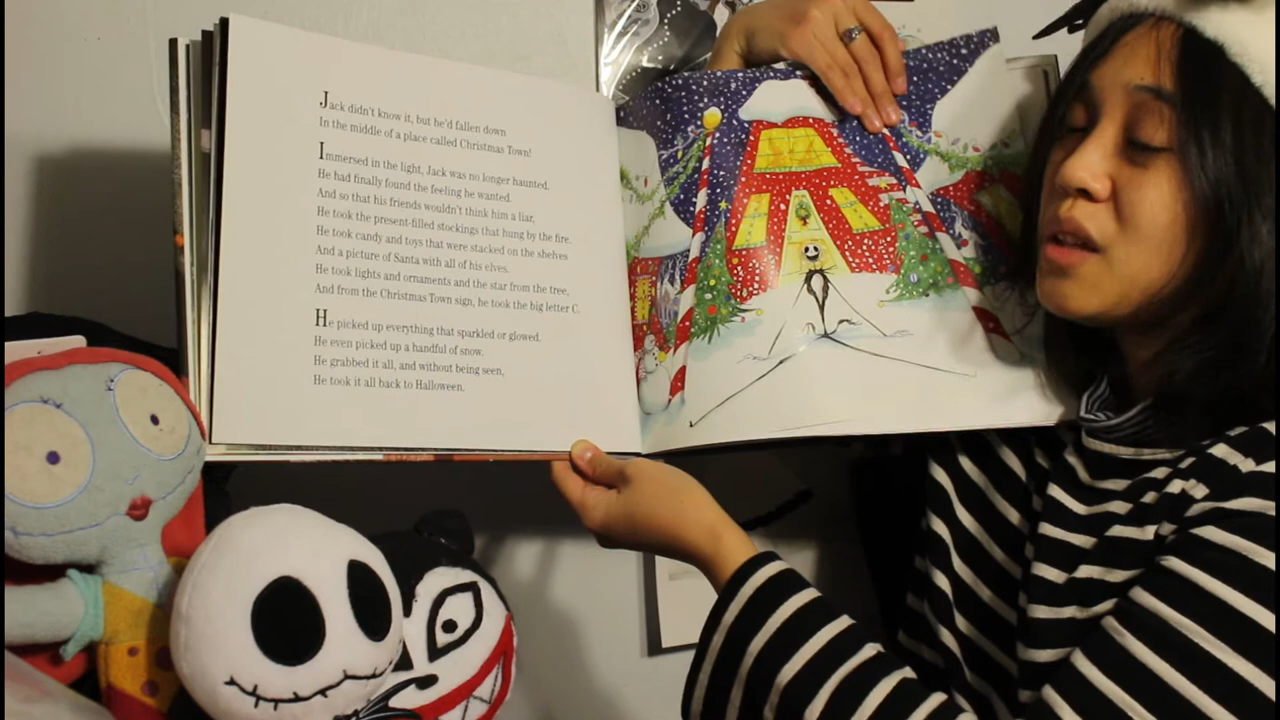 Jack didn't know it, but he'd fallen down
In the middle of a place called Christmas Town!
Immersed in the light, Jack was no longer haunted.
He had finally found the feeling he wanted.
And so that his friends wouldn't think him a liar,
He took the present-filled stockings that hung by the fire.
He took candy and toys that were stacked on the shelves
And a picture of Santa with all of his elves.
He took lights and ornaments and the star from the tree,
And from the Christmas Town sign, he took the big letter C.
He picked up everything that sparkled or glowed.
He even picked up a handful of snow.
He grabbed it all, and without being seen,
He took it all back to Halloween.